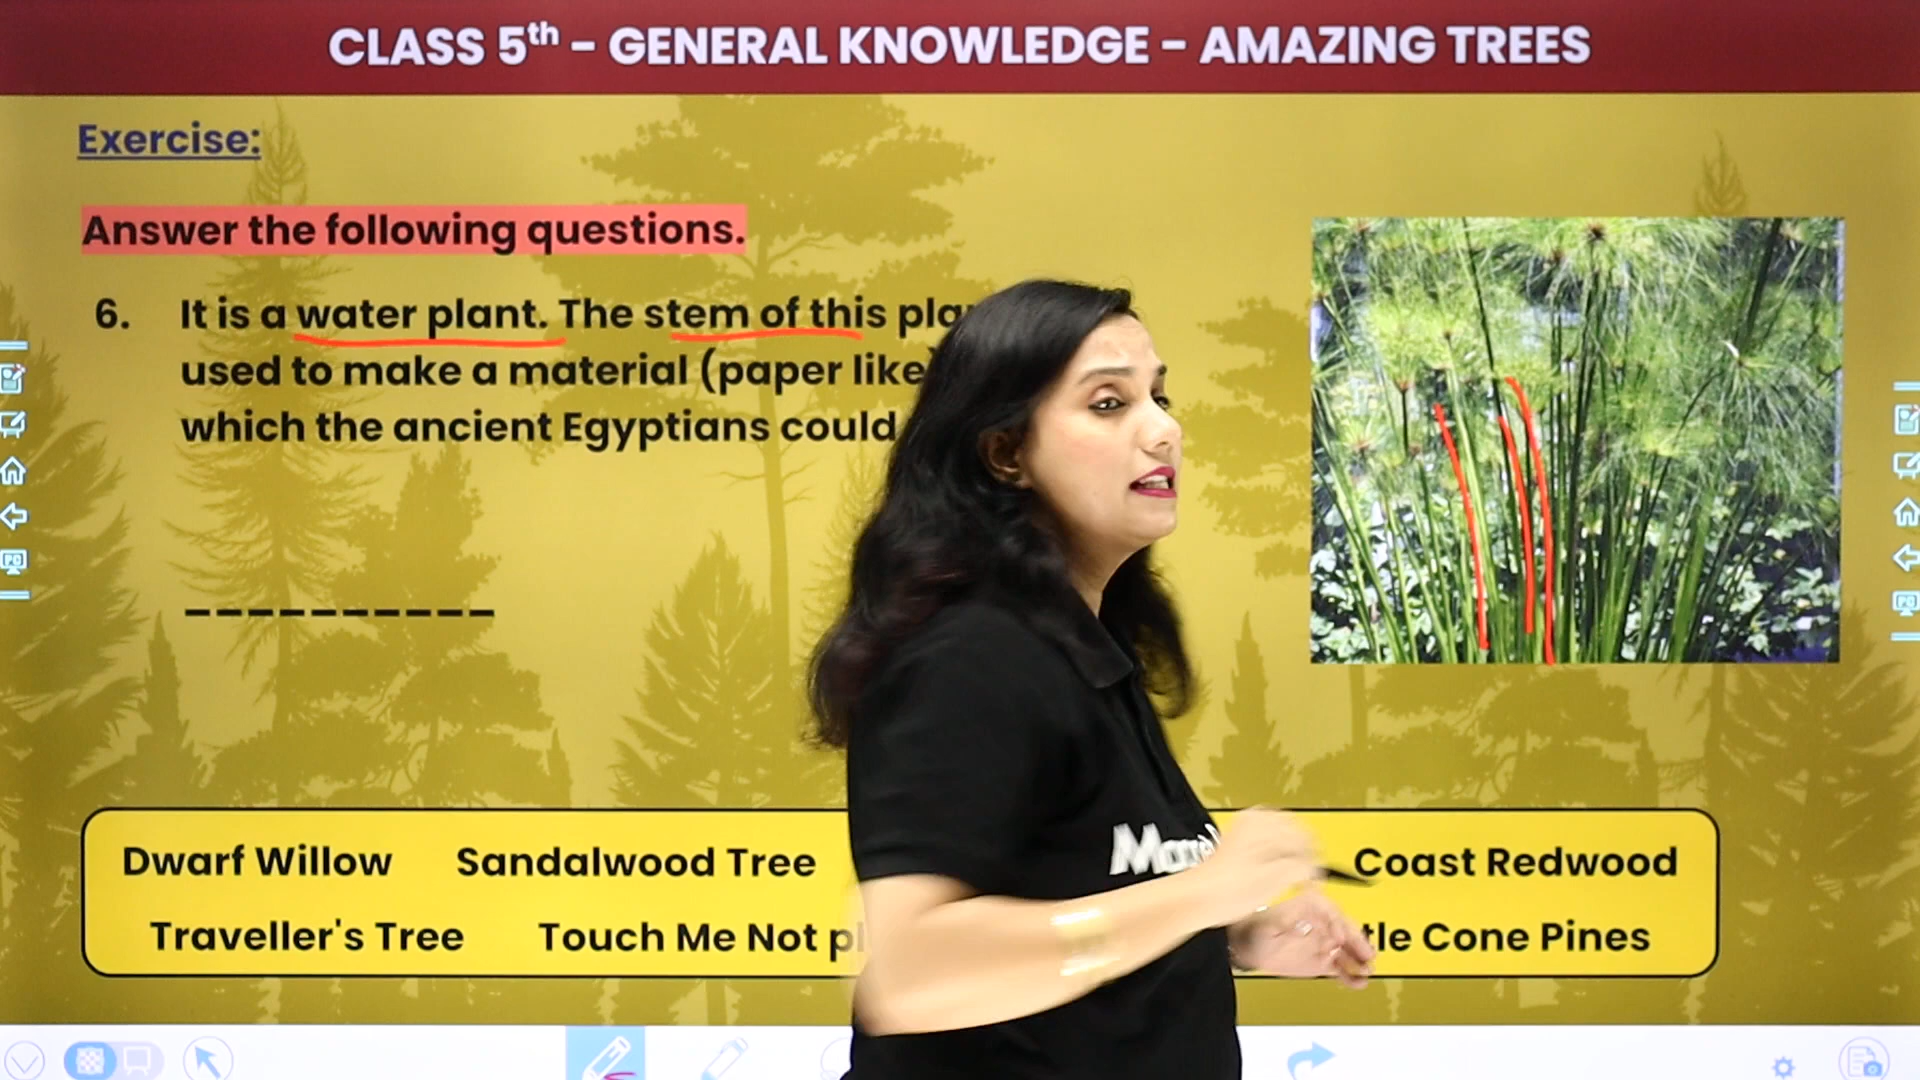 CLASS 5th - GENERAL KNOWLEDGE - AMAZING TREES
Exercise:
Answer the following questions.
6. It is a water plant. The stem of this
used to make a material (paper like)
which the ancient Egyptians could
Dwarf Willow Sandalwood Tree Coast Redwood
Traveller's Tree Touch Me Not Cone Pines